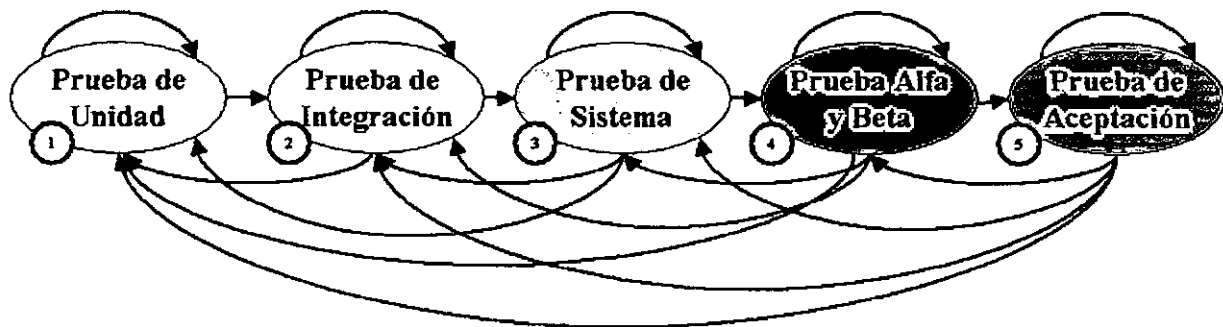 Prueba de
Unidad
1
Prueba de
Integración
2
Prueba de
Sistema
3
Prueba Alfa
y Beta
4
Prueba de
Aceptación
5